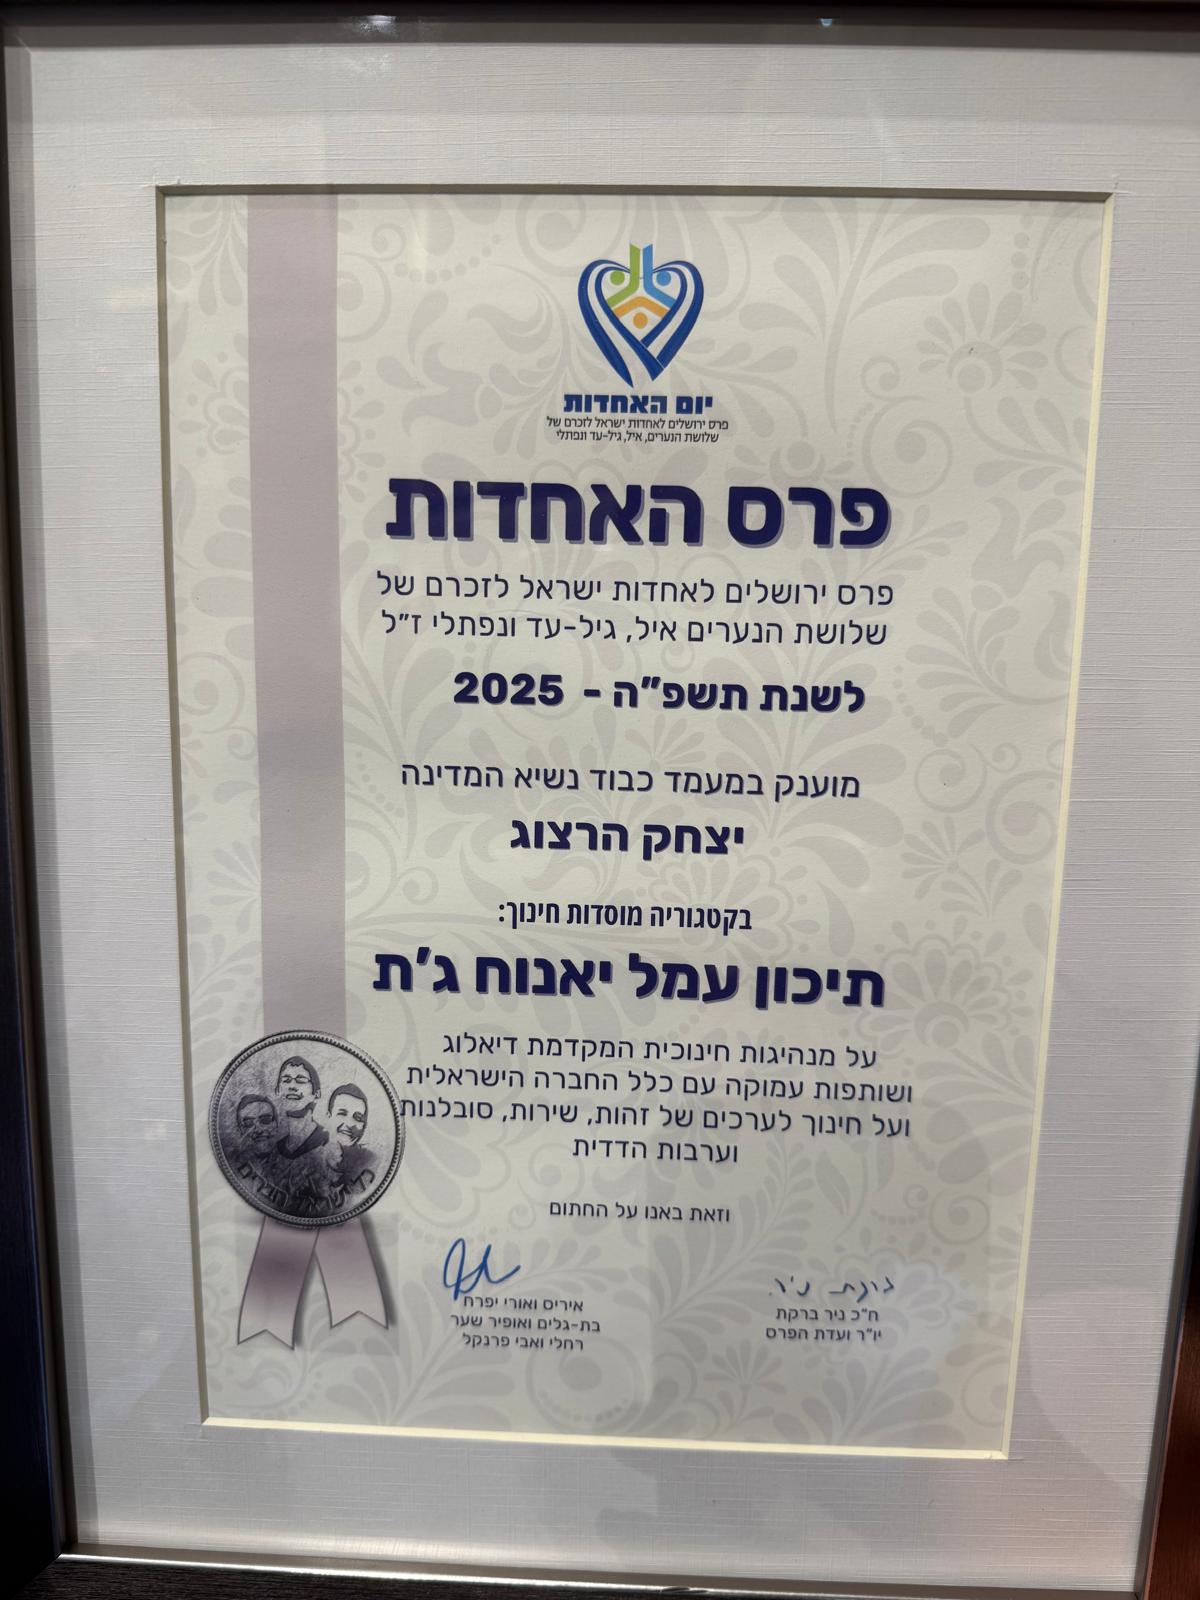 יום האחדות
פרס ירושלים לאחדות ישראל לזכרם של
שלושת הנערים, איל, גיל-עד ונפתלי
פרס האחדות
פרס ירושלים לאחדות ישראל לזכרם של
שלושת הנערים איל, גיל-עד ונפתלי ז״ל
לשנת תשפ״ה - 2025
מוענק במעמד כבוד נשיא המדינה
יצחק הרצוג
בקטגוריה מוסדות חינוך:
תיכון עמל יאנוח ג׳ת
על מנהיגות חינוכית המקדמת דיאלוג
ושותפות עמוקה עם כלל החברה הישראלית
ועל חינוך לערכים של זהות, שירות, סובלנות
וערבות הדדית
וזאת באנו על החתום
ח״כ ניר ברקת
יו״ר ועדת הפרס
איריס ואורי יפרח
בת-גלים ואופיר שער
רחלי ואבי פרנקל